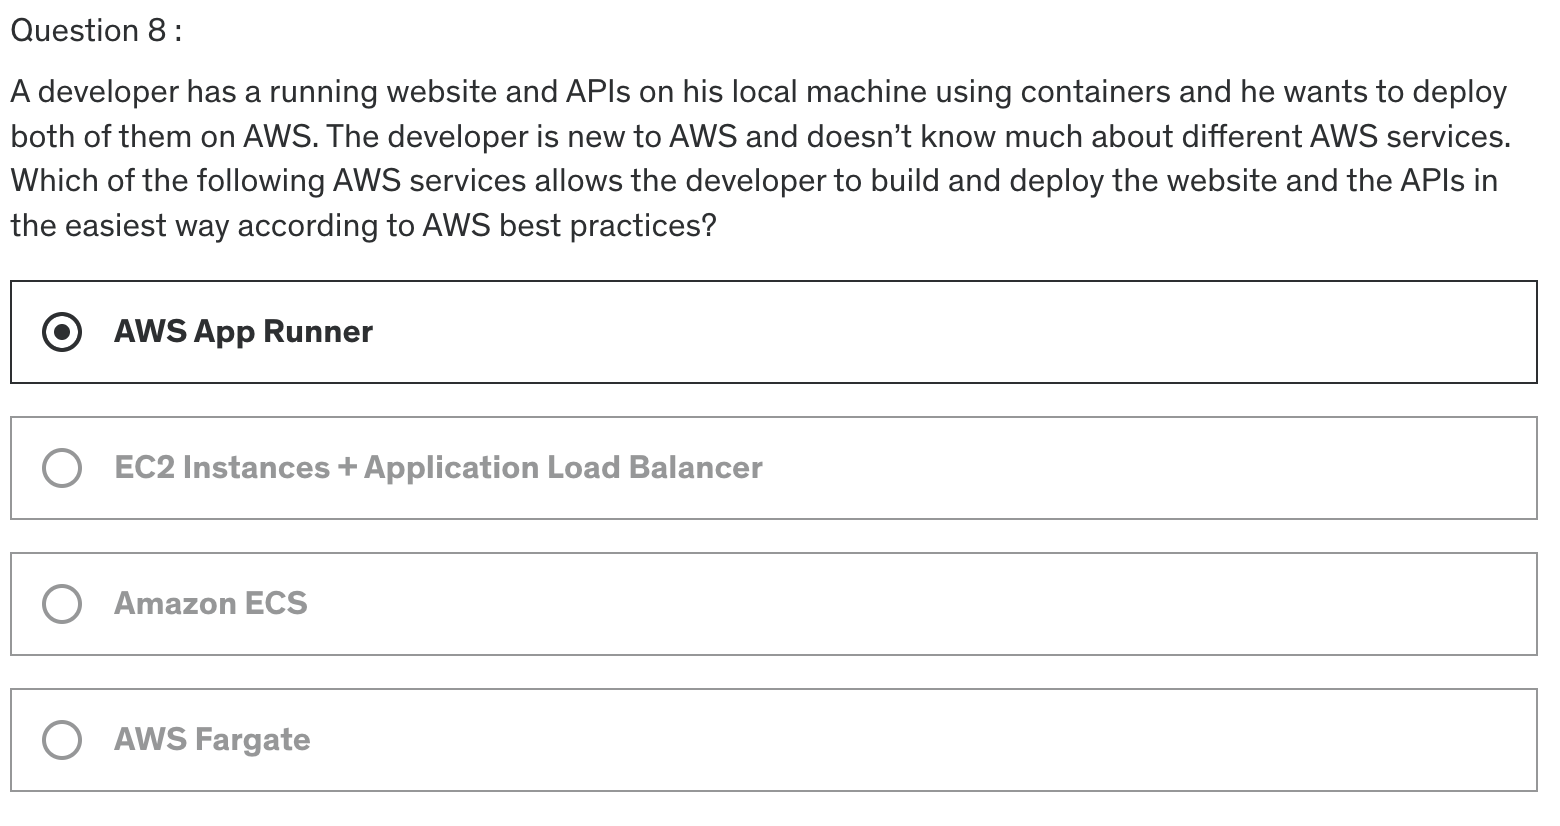 Question 8 :
A developer has a running website and APIs on his local machine using containers and he wants to deploy
both of them on AWS. The developer is new to AWS and doesn’t know much about different AWS services.
Which of the following AWS services allows the developer to build and deploy the website and the APIs in
the easiest way according to AWS best practices?
AWS App Runner
EC2 Instances + Application Load Balancer
Amazon ECS
AWS Fargate